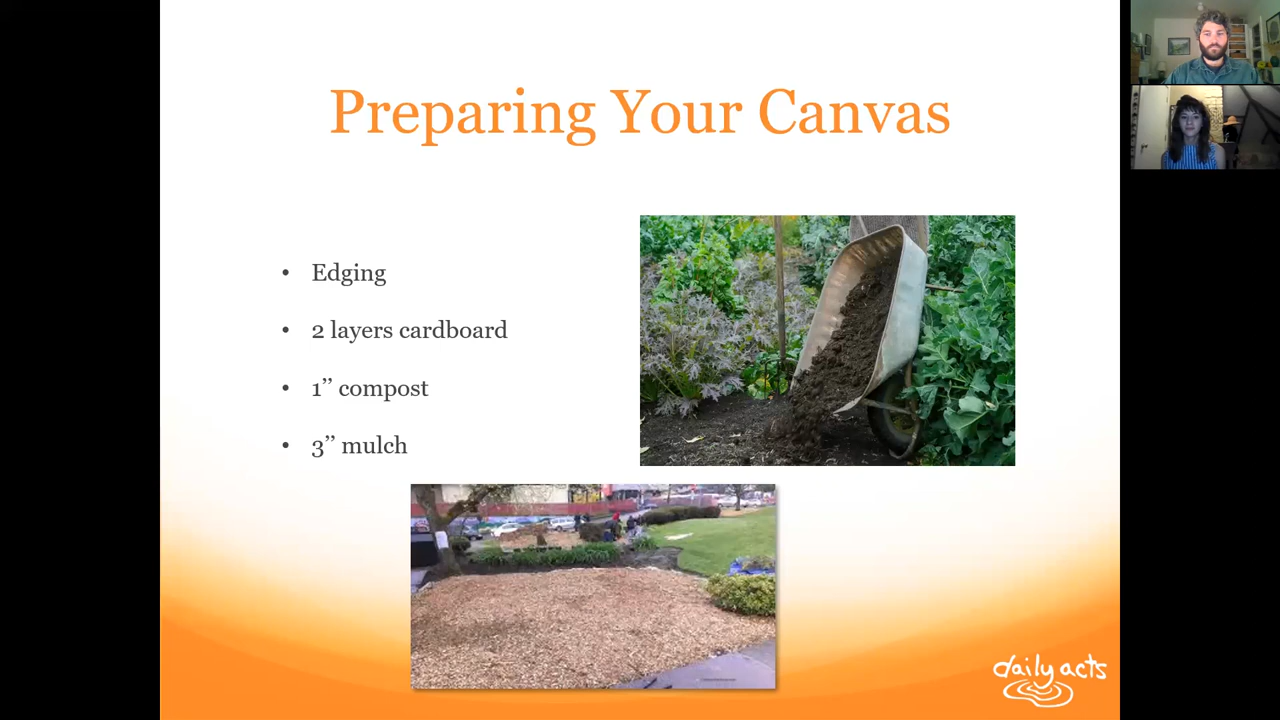 Preparing Your Canvas
• Edging
• 2 layers cardboard
• 1’’ compost
• 3’’ mulch
daily acts